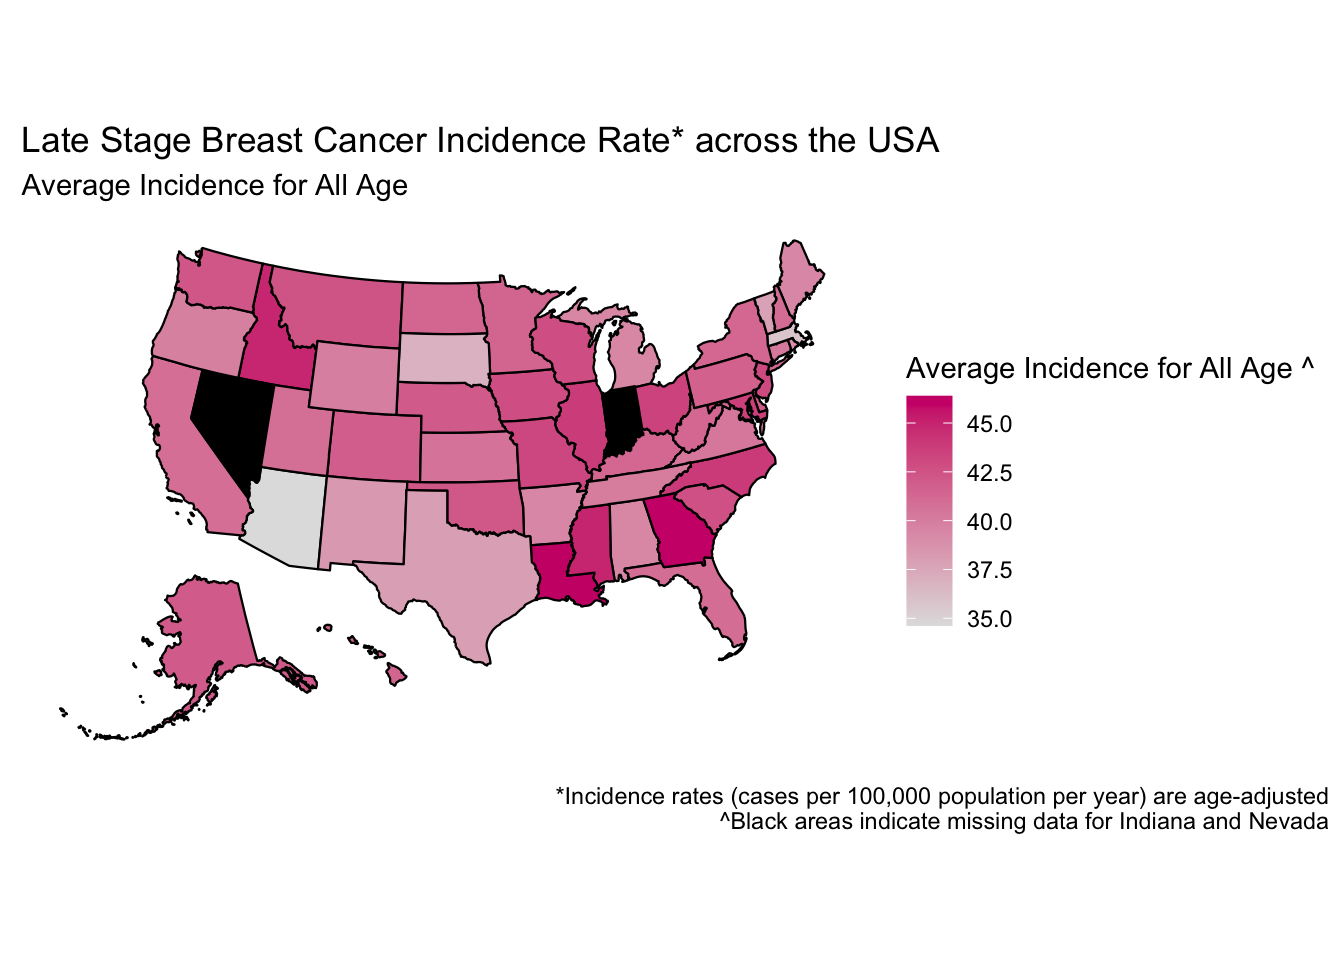 Late Stage Breast Cancer Incidence Rate* across the USA
Average Incidence for All Age
Average Incidence for All Age ^
45.0
42.5
40.0
37.5
35.0
*Incidence rates (cases per 100,000 population per year) are age-adjusted
^Black areas indicate missing data for Indiana and Nevada